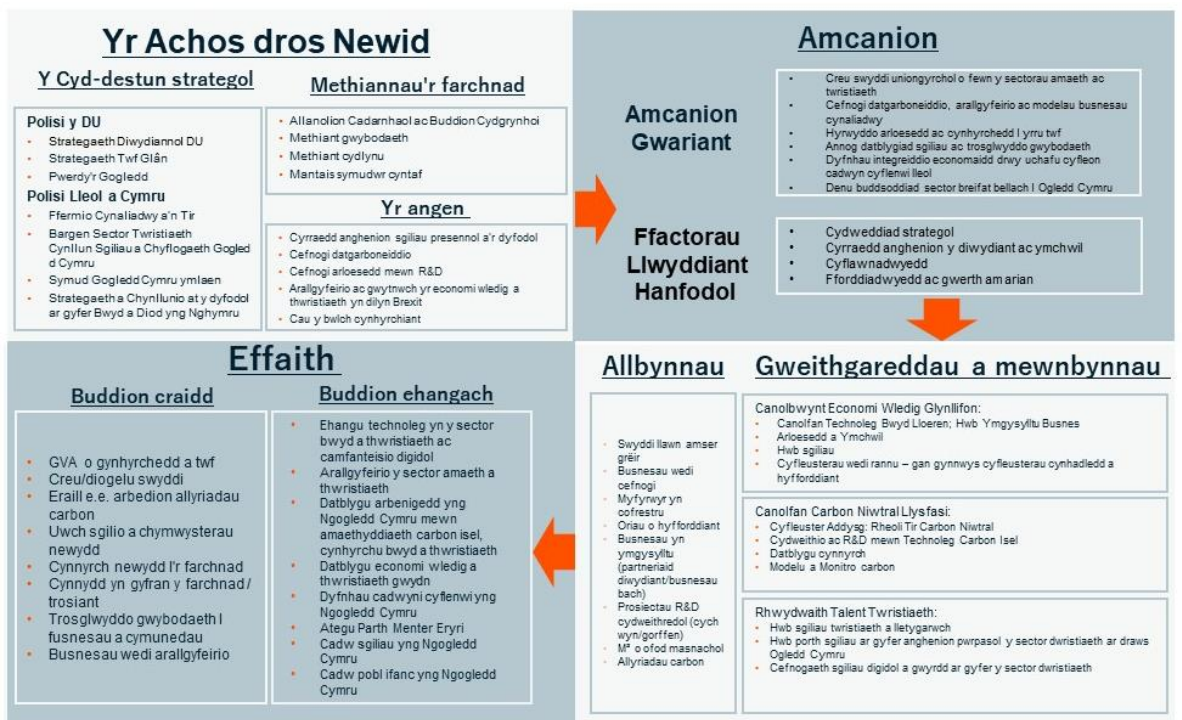 Yr Achos dros Newid
Y Cyd-destun strategol
Polisi y DU
• Strategaeth Diwydiannol DU
• Strategaeth Twf Glân
• Pwerdy'r Gogledd
Polisi Lleol a Cymru
• Ffermio Cynaliadwy a'n Tir
• Bargen Sector Twristiaeth
Cynllun Sgiliau a Chyflogaeth Gogled
d Cymru
• Symud Gogledd Cymru ymlaen
• Strategaeth a Chynllunio at y dyfodol
ar gyfer Bwyd a Diod yng Nghymru
Methiannau'r farchnad
• Allanolion Cadarnhaol ac Buddion Cydgrynhoi
• Methiant gwybodaeth
• Methiant cydlynu
• Mantais symudwr cyntaf
Yr angen
• Cyrraedd anghenion sgiliau presennol a'r dyfodol
• Cefnogi datgarboneiddio
• Cefnogi arloesedd mewn R&D
• Arallgyfeirio ac gwytnwch yr economi wledig a
thwristiaeth yn dilyn Brexit
• Cau y bwlch cynhyrchiant
Amcanion
Amcanion
Gwariant
• Creu swyddi uniongyrchol o fewn y sectorau amaeth ac
twristiaeth
• Cefnogi datgarboneiddio, arallgyfeirio ac modelau busnesau
cynaliadwy
• Hyrwyddo arloesedd ac cynhyrchedd I yrru twf
• Annog datblygiad sgiliau ac trosglwyddo gwybodaeth
• Dyfnhau integreiddio economaidd drwy uchafu cyfleon
cadwyn cyflenwi lleol
• Denu buddsoddiad sector breifat bellach I Ogledd Cymru
Ffactorau
Llwyddiant
Hanfodol
• Cydweddiad strategol
• Cyrraedd anghenion y diwydiant ac ymchwil
• Cyflawnadwyedd
• Fforddiadwyedd ac gwerth am arian
Effaith
Buddion craidd
• GVA o gynhyrchedd a twf
• Creu/diogelu swyddi
• Eraill e.e. arbedion allyriadau
carbon
• Uwch sgilio a chymwysterau
newydd
• Cynnyrch newydd I'r farchnad
• Cynnydd yn gyfran y farchnad /
trosiant
• Trosglwyddo gwybodaeth I
fusnesau a cymunedau
• Busnesau wedi arallgyfeirio
Buddion ehangach
• Ehangu technoleg yn y sector
bwyd a thwristiaeth ac
camfanteisio digidol
• Arallgyfeirio y sector amaeth a
thwristiaeth
• Datblygu arbenigedd yng
Ngogledd Cymru mewn
amaethyddiaeth carbon isel,
cynhyrchu bwyd a thwristiaeth
• Datblygu economi wledig a
thwristiaeth gwydn
• Dyfnhau cadwyni cyflenwi yng
Ngogledd Cymru
• Ategu Parth Menter Eryri
• Cadw sgiliau yng Ngogledd
Cymru
• Cadw pobl ifanc yng Ngogledd
Cymru
Allbynnau
• Swyddi llawn amser
grëir
• Busnesau wedi
cefnogi
• Myfyrwyr yn
cofrestru
• Oriau o hyfforddiant
• Busnesau yn
ymgysylltu
(partneriaid
diwydiant/busnesau
bach)
• Prosiectau R&D
cydweithredol (cych
wyn/gorffen)
• M² o ofod masnachol
• Allyriadau carbon
Gweithgareddau a mewnbynnau
Canolbwynt Economi Wledig Glynllifon:
• Canolfan Technoleg Bwyd Lloeren; Hwb Ymgysylltu Busnes
• Arloesedd a Ymchwil
• Hwb sgiliau
• Cyfleusterau wedi rannu – gan gynnwys cyfleusterau cynhadledd a
hyfforddiant
Canolfan Carbon Niwtral Llysfasi:
• Cyfleuster Addysg: Rheoli Tir Carbon Niwtral
• Cydweithio ac R&D mewn Technoleg Carbon Isel
• Datblygu cynnyrch
• Modelu a Monitro carbon
Rhwydwaith Talent Twristiaeth:
• Hwb sgiliau twristiaeth a lletygarwch
• Hwb porth sgiliau ar gyfer anghenion pwrpasol y sector dwristiaeth ar draws
Ogledd Cymru
• Cefnogaeth sgiliau digidol a gwyrdd ar gyfer y sector dwristiaeth